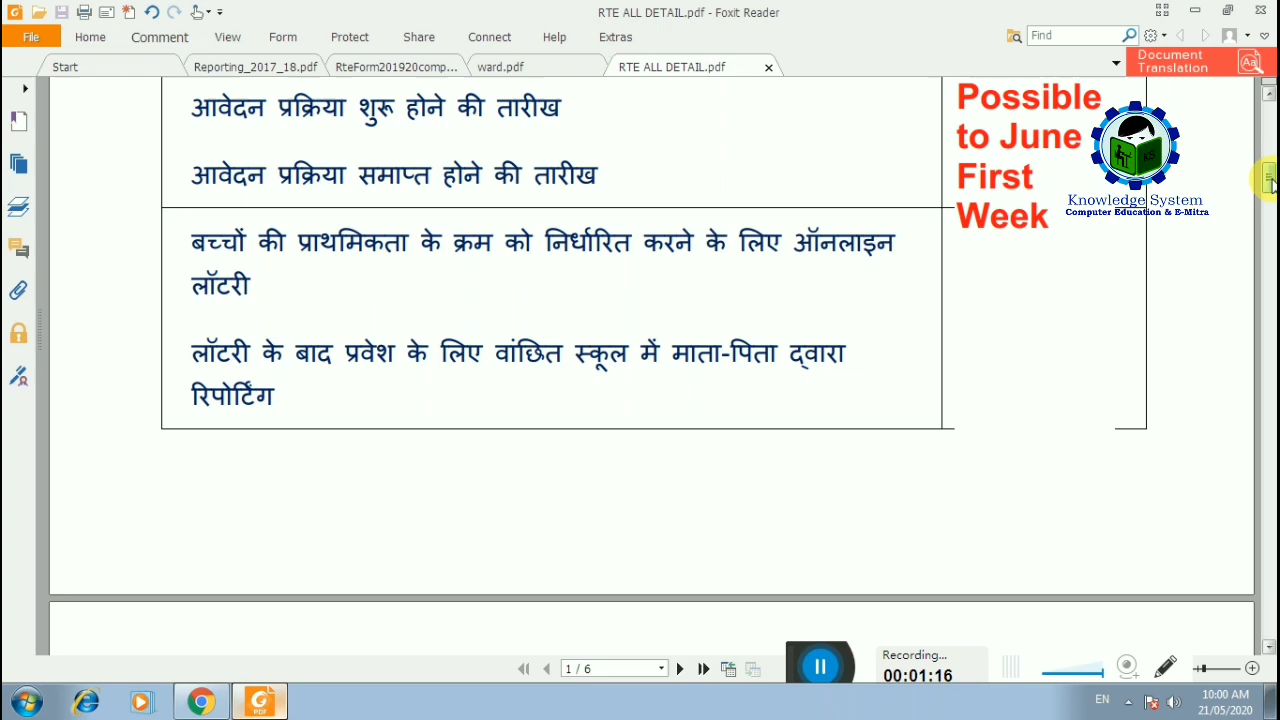 RTE ALL DETAIL.pdf - Foxit Reader
File Home Comment View Form Protect Share Connect Help Extras Find
Start Reporting_2017_18.pdf RteForm201920comp... vard.pdf RTE ALL DETAIL.pdf
Document
Translation
आवेदन प्रक्रिया शुरू होने की तारीख
आवेदन प्रक्रिया समाप्त होने की तारीख
Possible
to June
First
Week
KS
Knowledge System
Computer Education & E-Mitra
बच्चों की प्राथमिकता के क्रम को निर्धारित करने के लिए ऑनलाइन
लॉटरी
लॉटरी के बाद प्रवेश के लिए वांछित स्कूल में माता-पिता द्वारा
रिपोर्टिंग
1 / 6
Recording...
00:01:16
EN
10:00 AM
21/05/2020